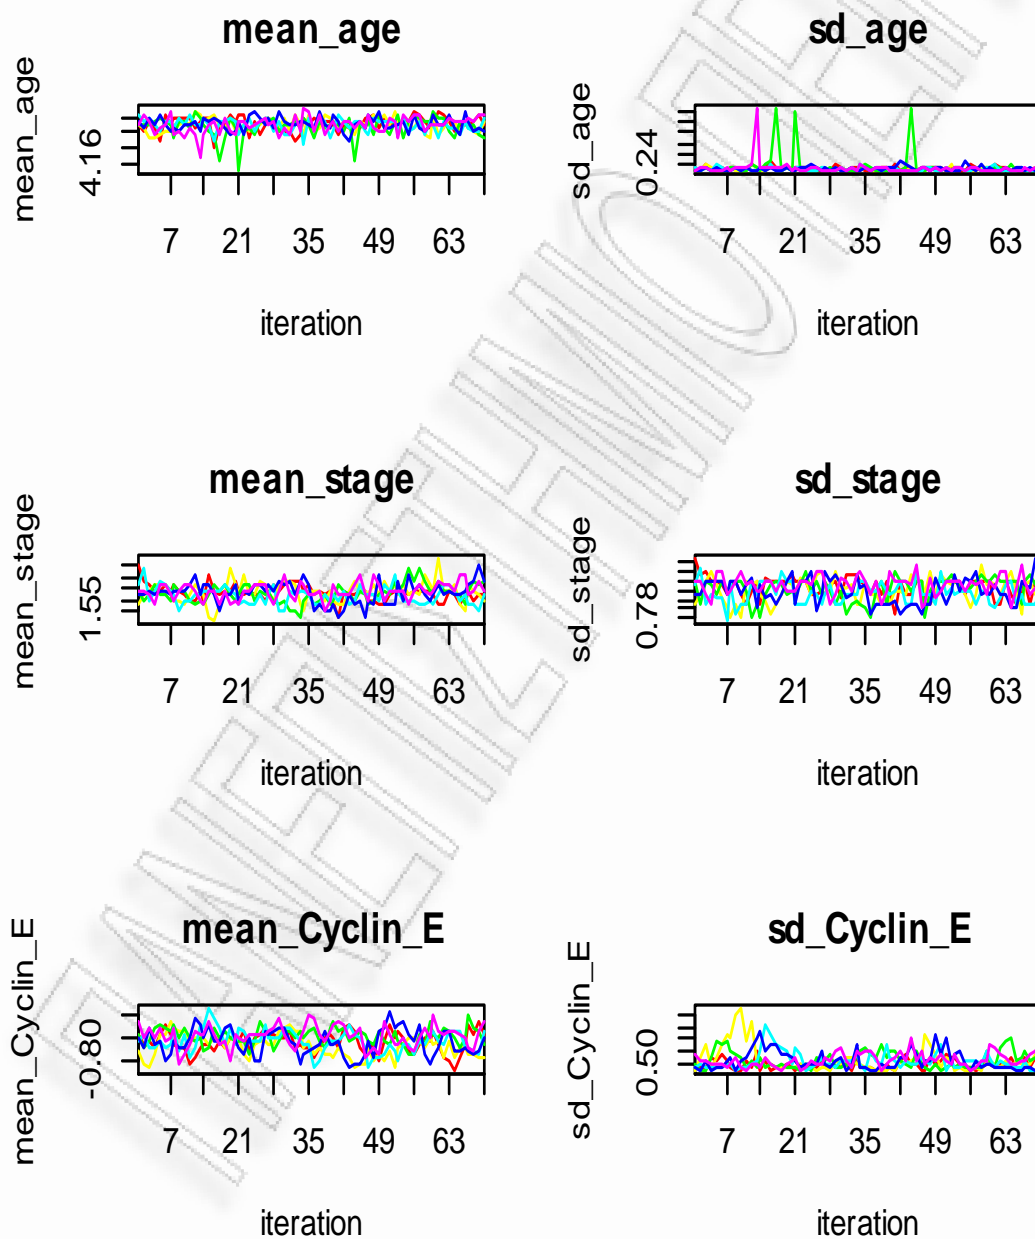 mean_age sd_age
mean_age 4.16 sd_age 0.24
7 21 35 49 63 7 21 35 49 63
iteration iteration
mean_stage sd_stage
mean_stage 1.55 sd_stage 0.78
7 21 35 49 63 7 21 35 49 63
iteration iteration
mean_Cyclin_E sd_Cyclin_E
mean_Cyclin_E -0.80 sd_Cyclin_E 0.50
7 21 35 49 63 7 21 35 49 63
iteration iteration
ΠΑΝΕΠΙΣΤΗΜΙΟ